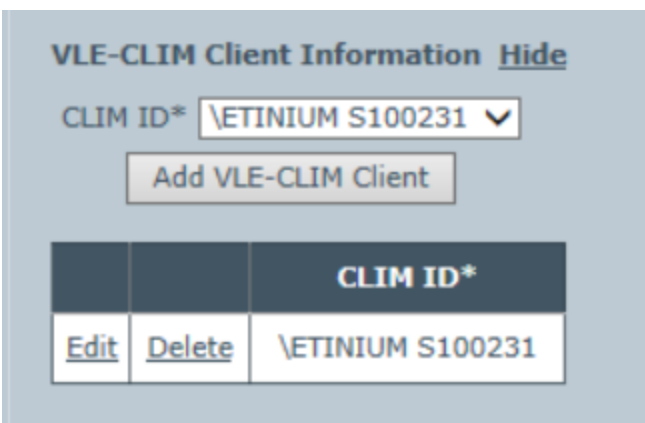 VLE-CLIM Client Information Hide
CLIM ID* \ETINIUM S100231
Add VLE-CLIM Client
CLIM ID*
Edit Delete \ETINIUM S100231